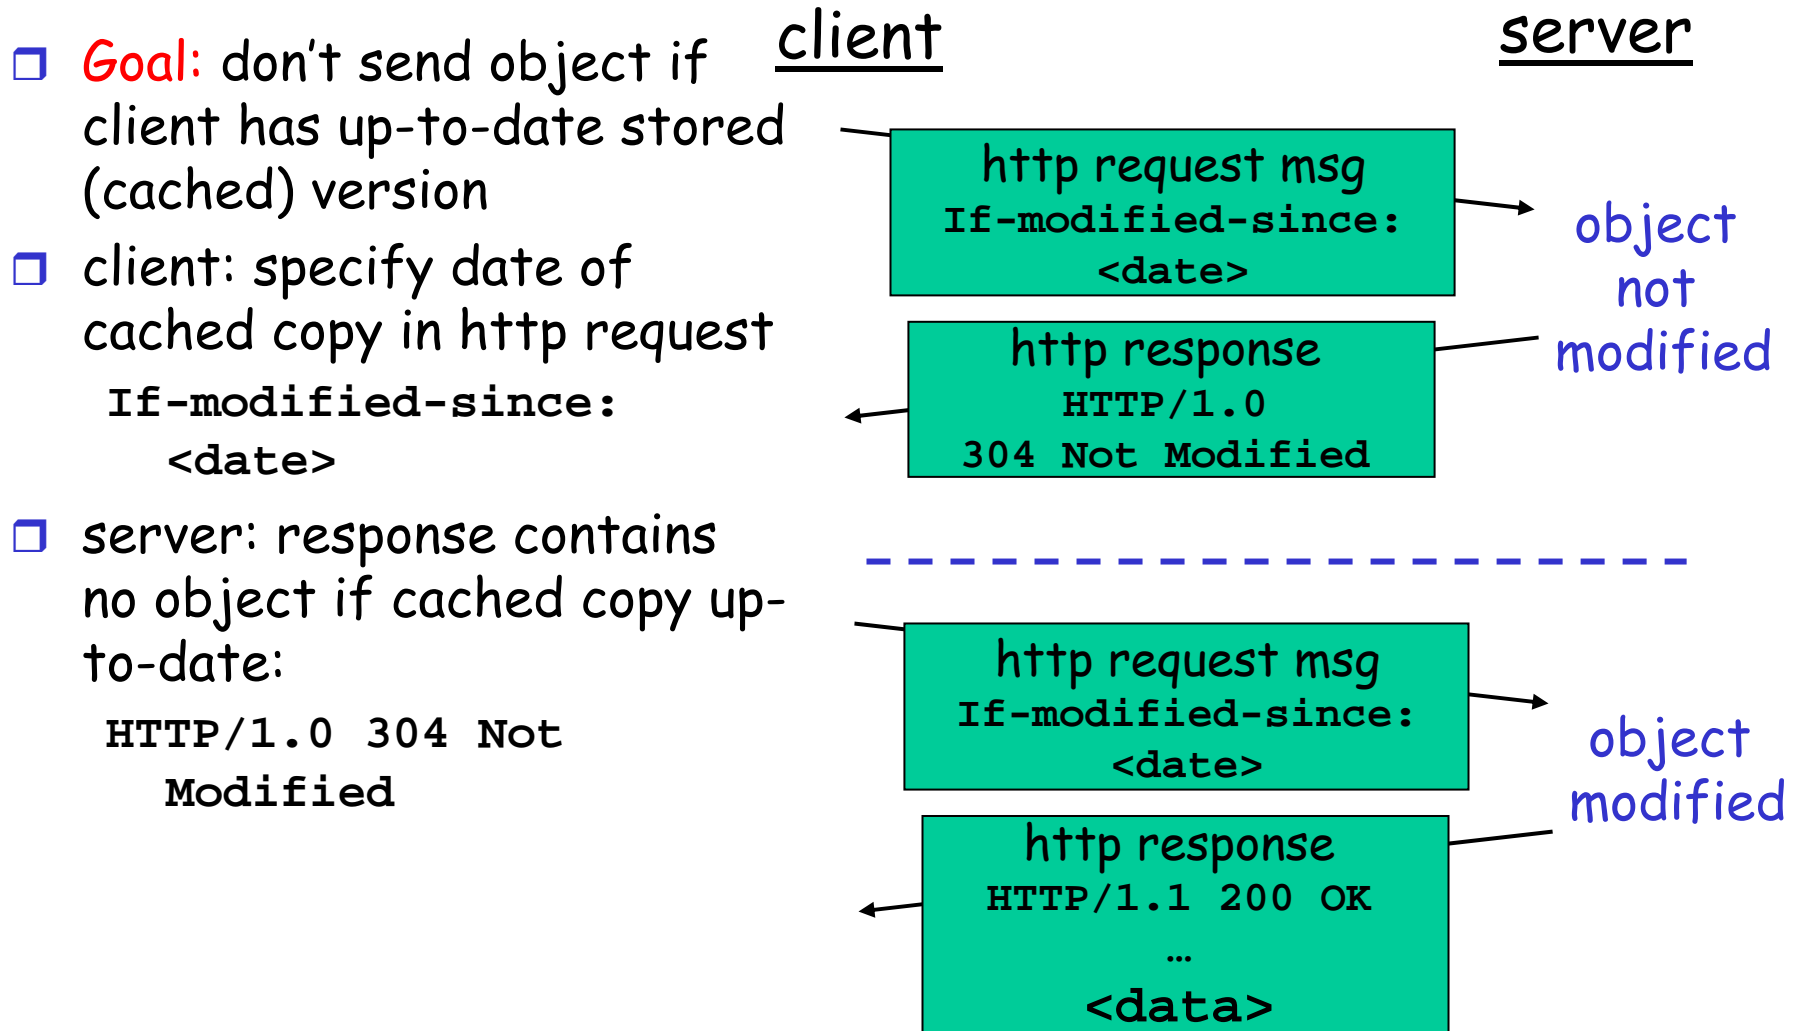 Goal: don't send object if
client has up-to-date stored
(cached) version
client: specify date of
cached copy in http request
If-modified-since:
<date>
server: response contains
no object if cached copy up-
to-date:
HTTP/1.0 304 Not
Modified
client
server
http request msg
If-modified-since:
<date>
object
not
modified
http response
HTTP/1.0
304 Not Modified
http request msg
If-modified-since:
<date>
object
modified
http response
HTTP/1.1 200 OK
…
<data>